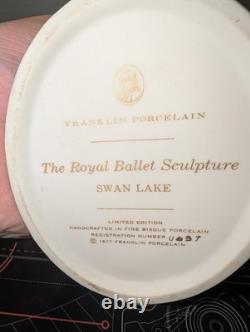 FRANKLIN PORCELAIN
The Royal Ballet Sculpture
SWAN LAKE
LIMITED EDITION
HANDCRAFTED IN FINE BISQUE PORCELAIN
REGISTRATION NUMBER U037
© 1977 FRANKLIN PORCELAIN